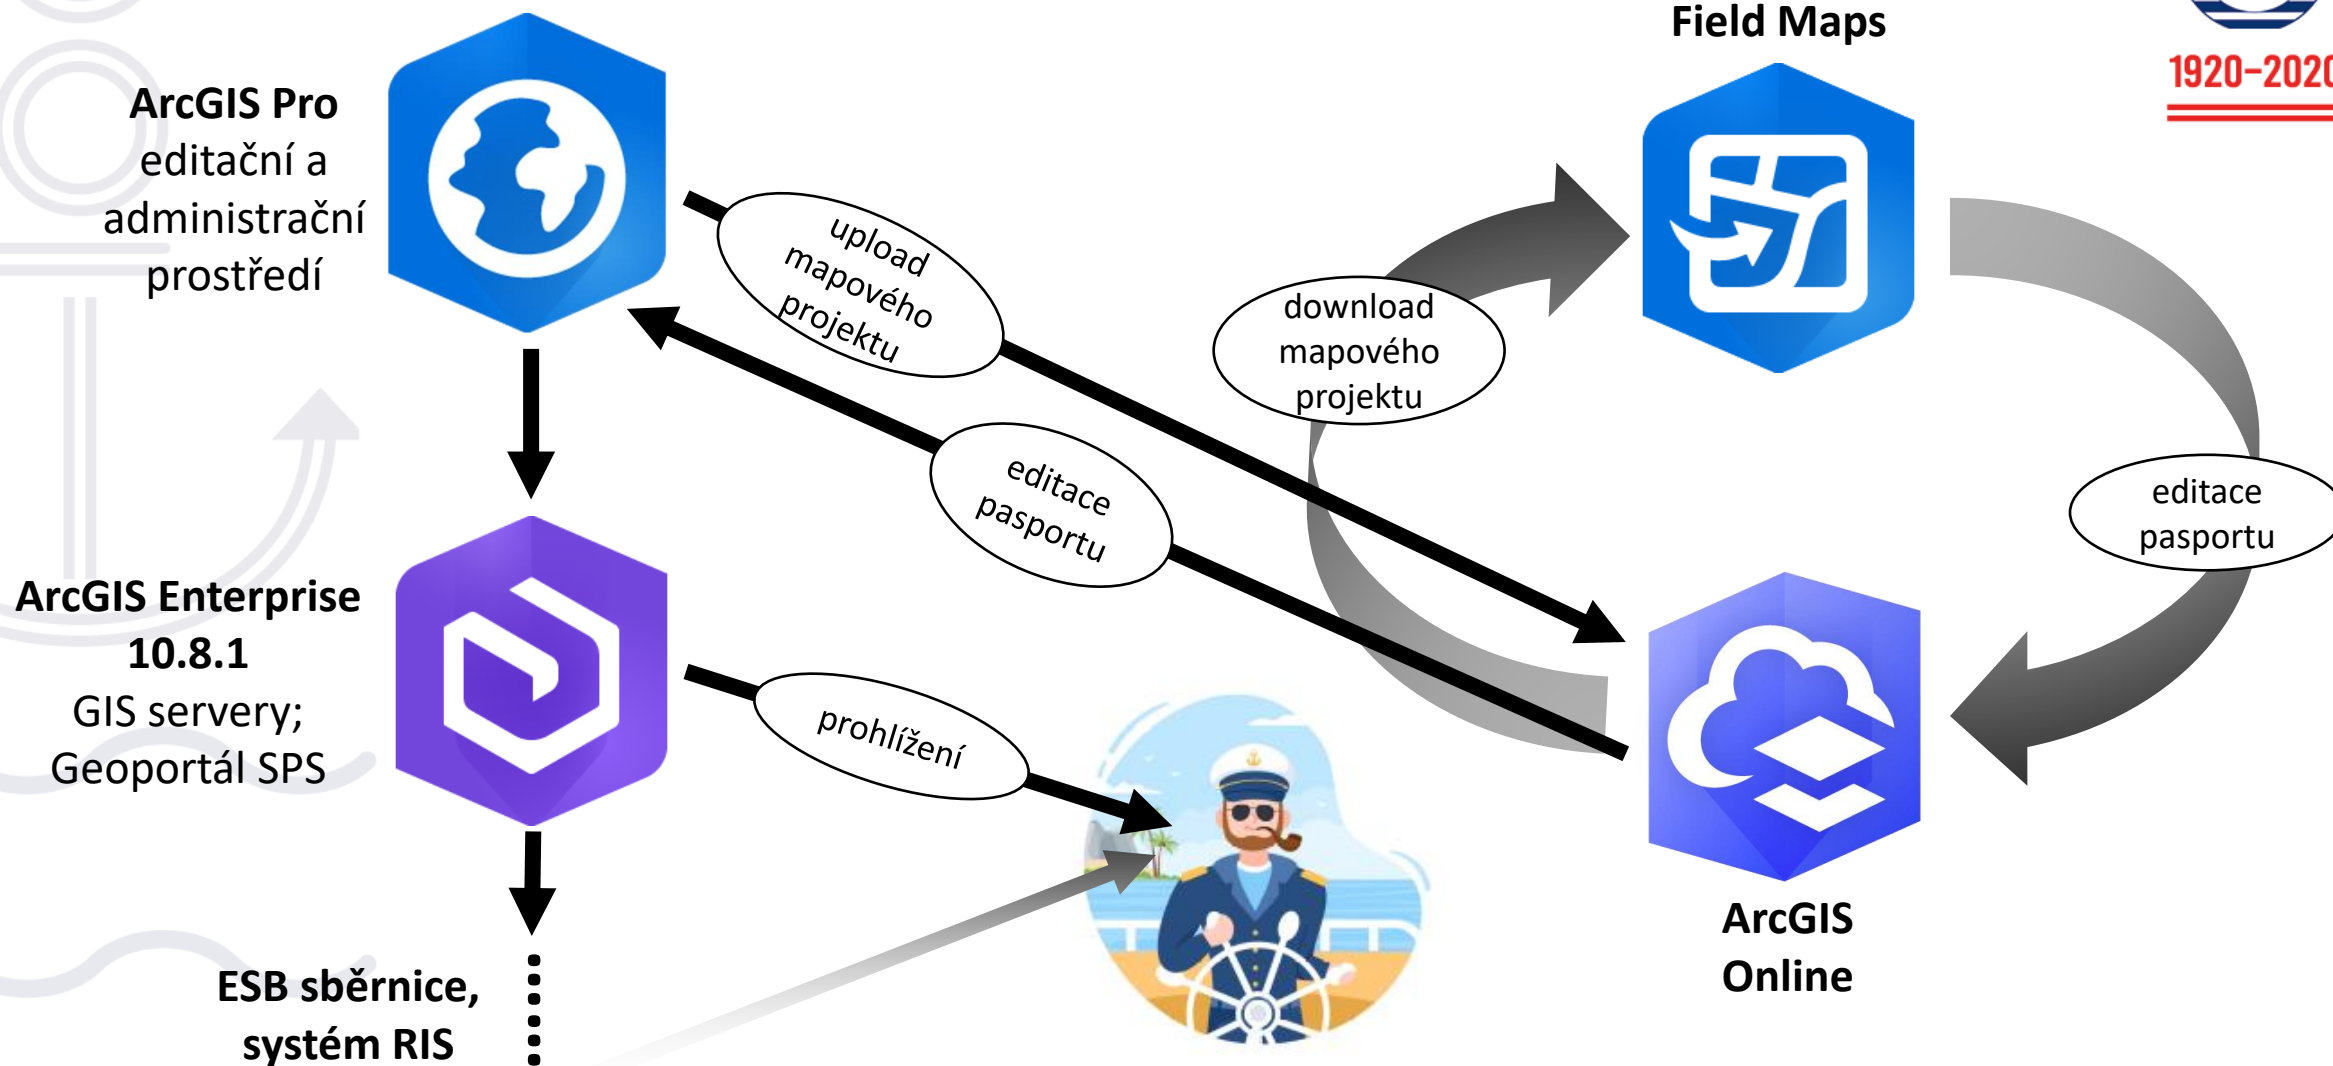 Field Maps
1920–2020
ArcGIS Pro
editační a
administrační
prostředí
upload
mapového
projektu
download
mapového
projektu
editace
pasportu
editace
pasportu
ArcGIS Enterprise
10.8.1
GIS servery;
Geoportál SPS
prohlížení
ArcGIS
Online
ESB sběrnice,
systém RIS